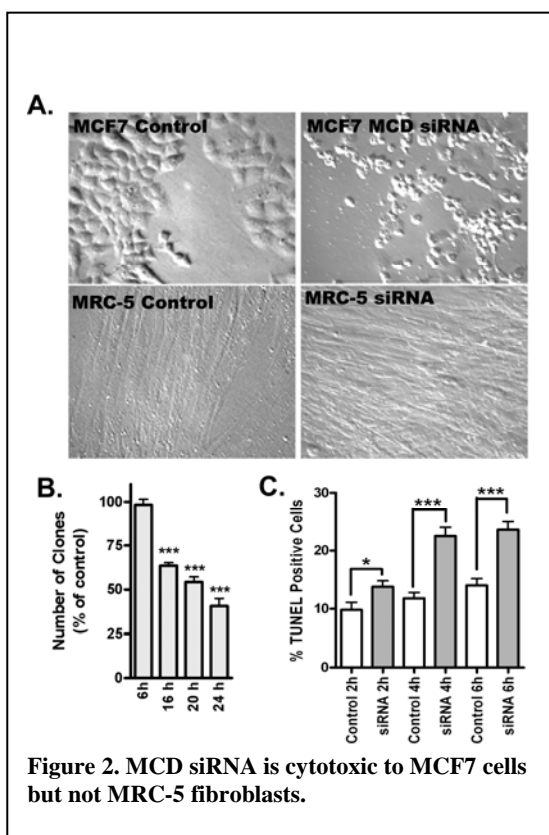 A.
MCF7 Control
MCF7 MCD siRNA
MRC-5 Control
MRC-5 siRNA
B.
Number of Clones
(% of control)
100
75
50
25
0
***
***
***
6h
16 h
20 h
24 h
C.
% TUNEL Positive Cells
30
20
10
0
*
***
***
Control 2h
siRNA 2h
Control 4h
siRNA 4h
Control 6h
siRNA 6h
Figure 2. MCD siRNA is cytotoxic to MCF7 cells
but not MRC-5 fibroblasts.